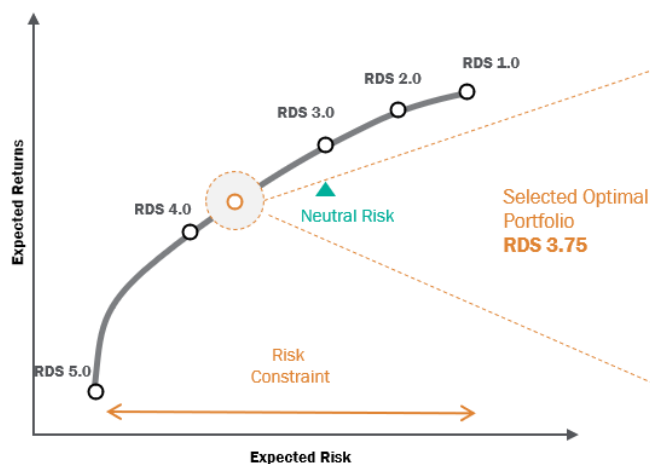 RDS 1.0
RDS 2.0
RDS 3.0
RDS 4.0
Neutral Risk
Selected Optimal
Portfolio
RDS 3.75
RDS 5.0
Risk
Constraint
Expected Returns
Expected Risk